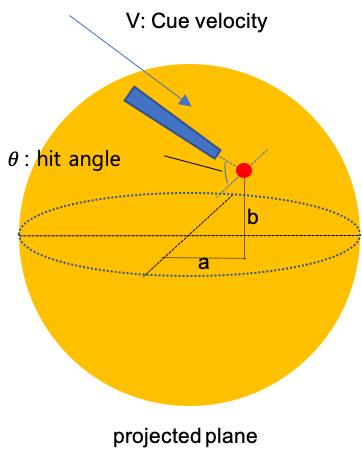 V: Cue velocity
θ : hit angle
b
a
projected plane